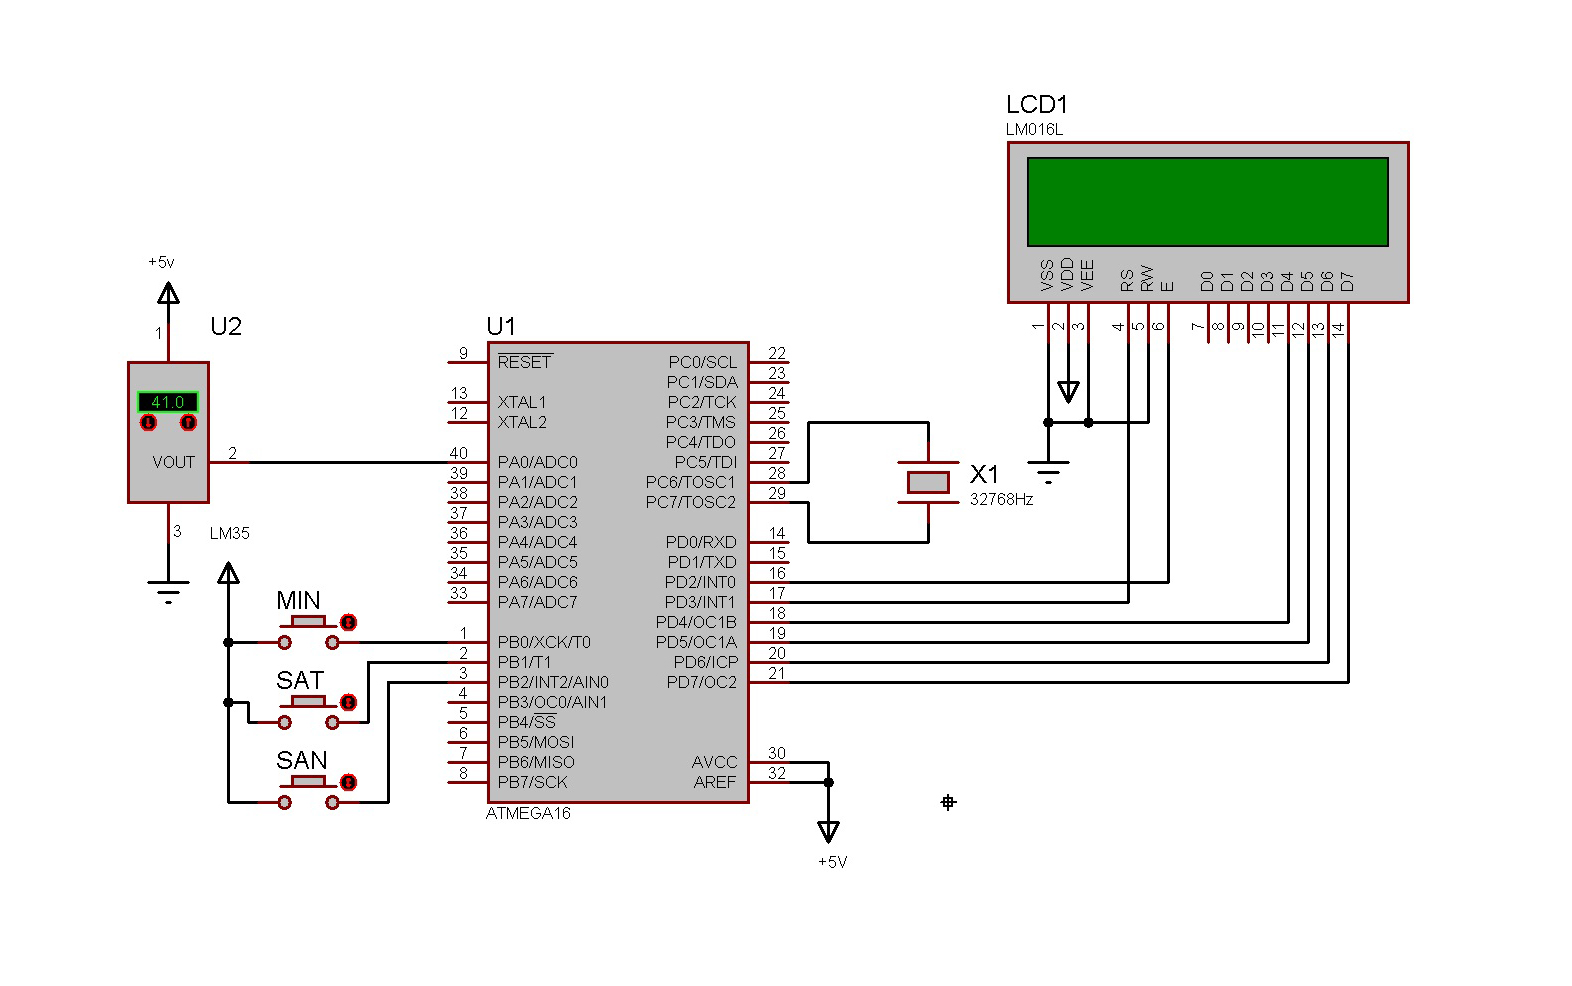 LCD1
LM016L
VSS
VDD
VEE
RS
RW
E
D0
D1
D2
D3
D4
D5
D6
D7
1
2
3
4
5
6
7
8
9
10
11
12
13
14
+5v
1
U2
41.0
VOUT
2
3
LM35
U1
9 RESET PC0/SCL 22
PC1/SDA 23
13 XTAL1 PC2/TCK 24
12 XTAL2 PC3/TMS 25
PC4/TDO 26
40 PA0/ADC0 PC5/TDI 27
39 PA1/ADC1 PC6/TOSC1 28
38 PA2/ADC2 PC7/TOSC2 29
37 PA3/ADC3
36 PA4/ADC4 PD0/RXD 14
35 PA5/ADC5 PD1/TXD 15
34 PA6/ADC6 PD2/INT0 16
33 PA7/ADC7 PD3/INT1 17
PD4/OC1B 18
1 PB0/XCK/T0 PD5/OC1A 19
2 PB1/T1 PD6/ICP 20
3 PB2/INT2/AIN0 PD7/OC2 21
4 PB3/OC0/AIN1
5 PB4/SS
6 PB5/MOSI
7 PB6/MISO AVCC 30
8 PB7/SCK AREF 32
ATMEGA16
X1
32768Hz
MIN
SAT
SAN
+5V